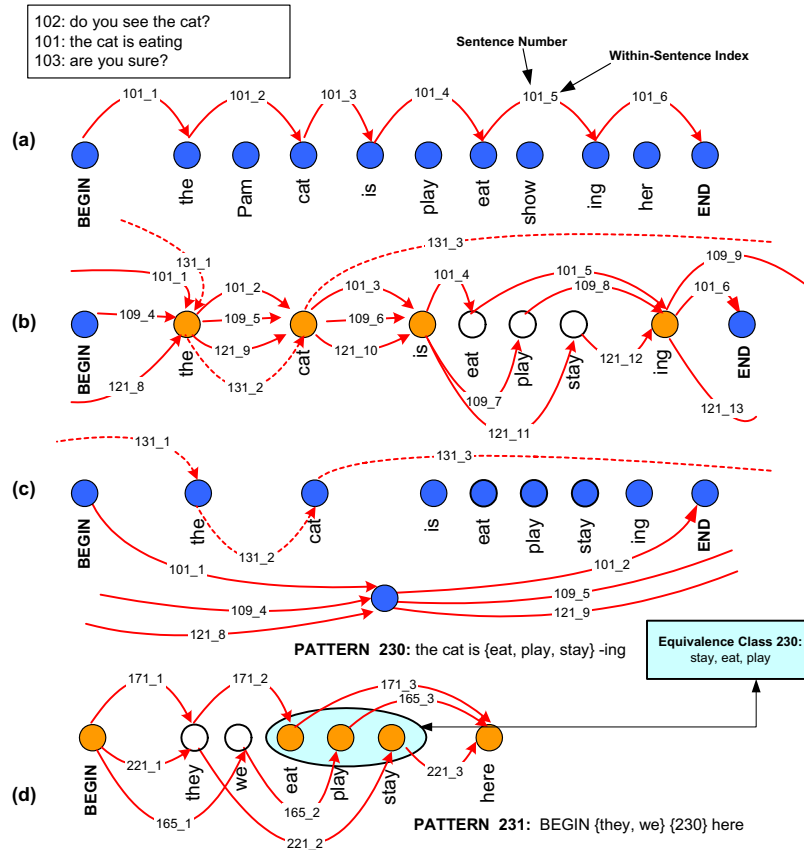 102: do you see the cat?
101: the cat is eating
103: are you sure?
Sentence Number
Within-Sentence Index
101_1
101_2
101_3
101_4
101_5
101_6
(a)
BEGIN
the
Pam
cat
is
play
eat
show
ing
her
END
131_1
131_3
101_1
101_2
101_3
101_4
101_5
109_9
109_8
101_6
(b)
109_4
109_5
109_6
121_9
121_10
121_12
BEGIN
the
cat
is
eat
play
stay
ing
END
121_8
131_2
109_7
121_11
121_13
131_1
131_3
(c)
BEGIN
the
cat
is
eat
play
stay
ing
END
131_2
101_1
101_2
109_4
109_5
121_8
121_9
PATTERN 230: the cat is {eat, play, stay} -ing
Equivalence Class 230:
stay, eat, play
171_1
171_2
171_3
165_3
221_1
221_3
(d)
BEGIN
they
we
eat
play
stay
here
165_1
165_2
221_2
PATTERN 231: BEGIN {they, we} {230} here